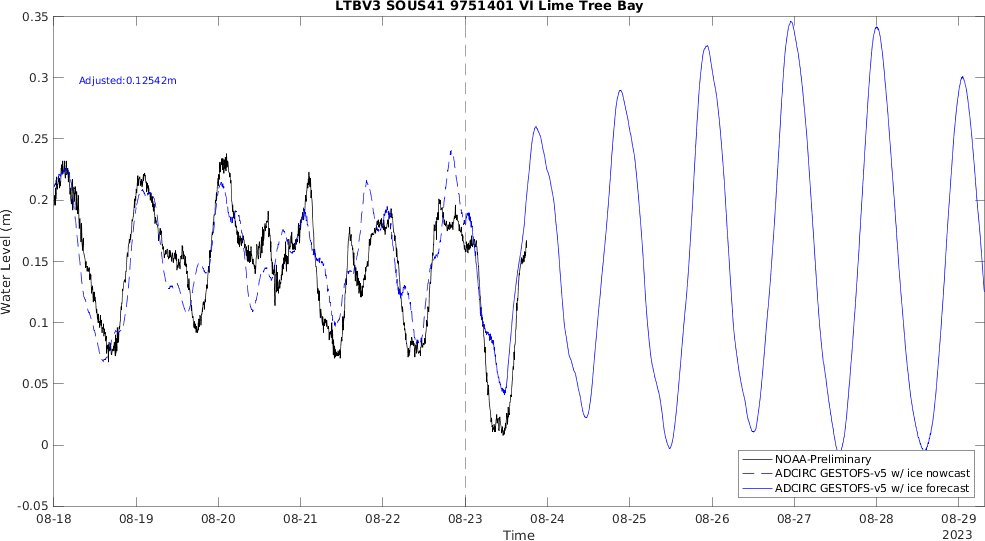 LTBV3 SOUS41 9751401 VI Lime Tree Bay
0.35
0.3
0.25
0.2
0.15
0.1
0.05
0
-0.05
Water Level (m)
Adjusted:0.12542m
NOAA-Preliminary
ADCIRC GESTOFS-v5 w/ ice nowcast
ADCIRC GESTOFS-v5 w/ ice forecast
08-18 08-19 08-20 08-21 08-22 08-23 08-24 08-25 08-26 08-27 08-28 08-29
Time 2023